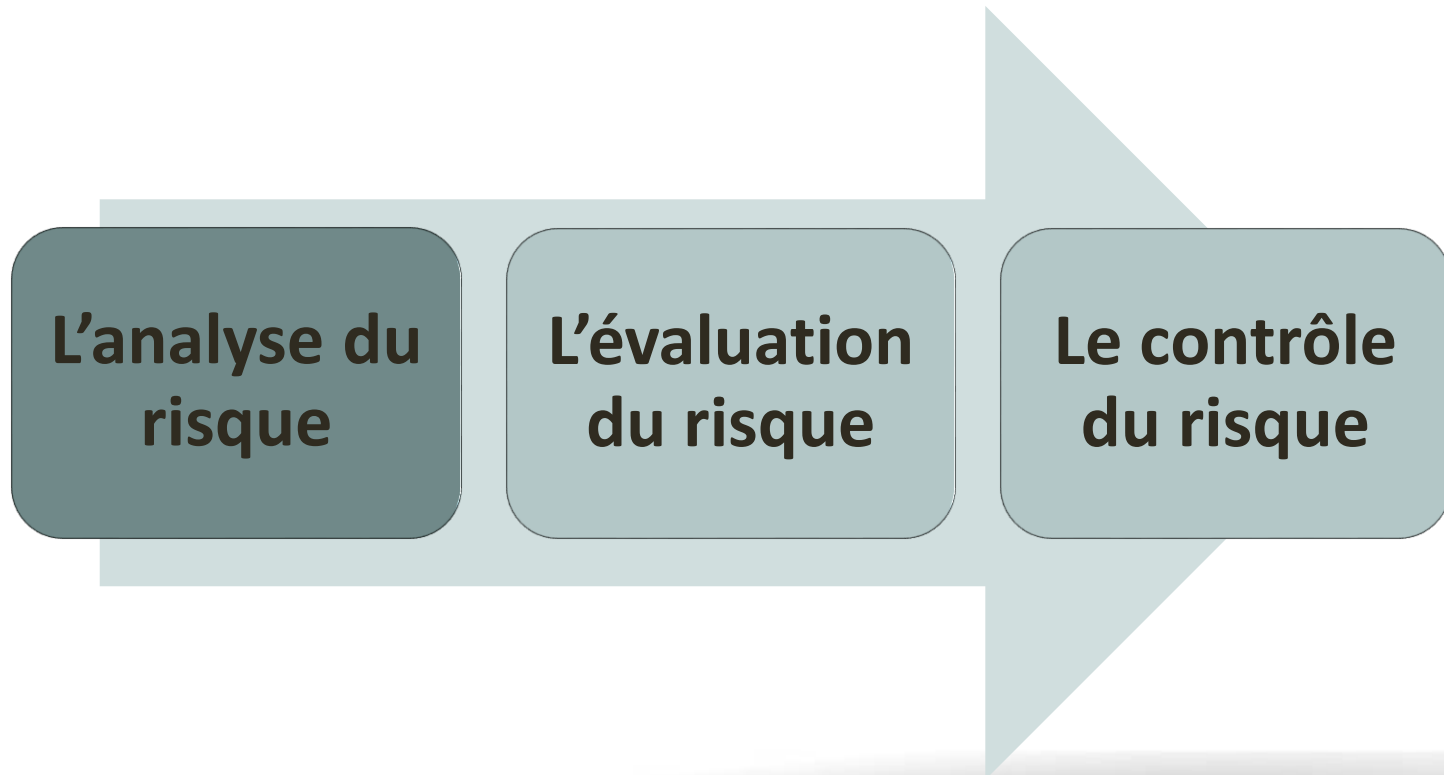 L’analyse du
risque
L’évaluation
du risque
Le contrôle
du risque